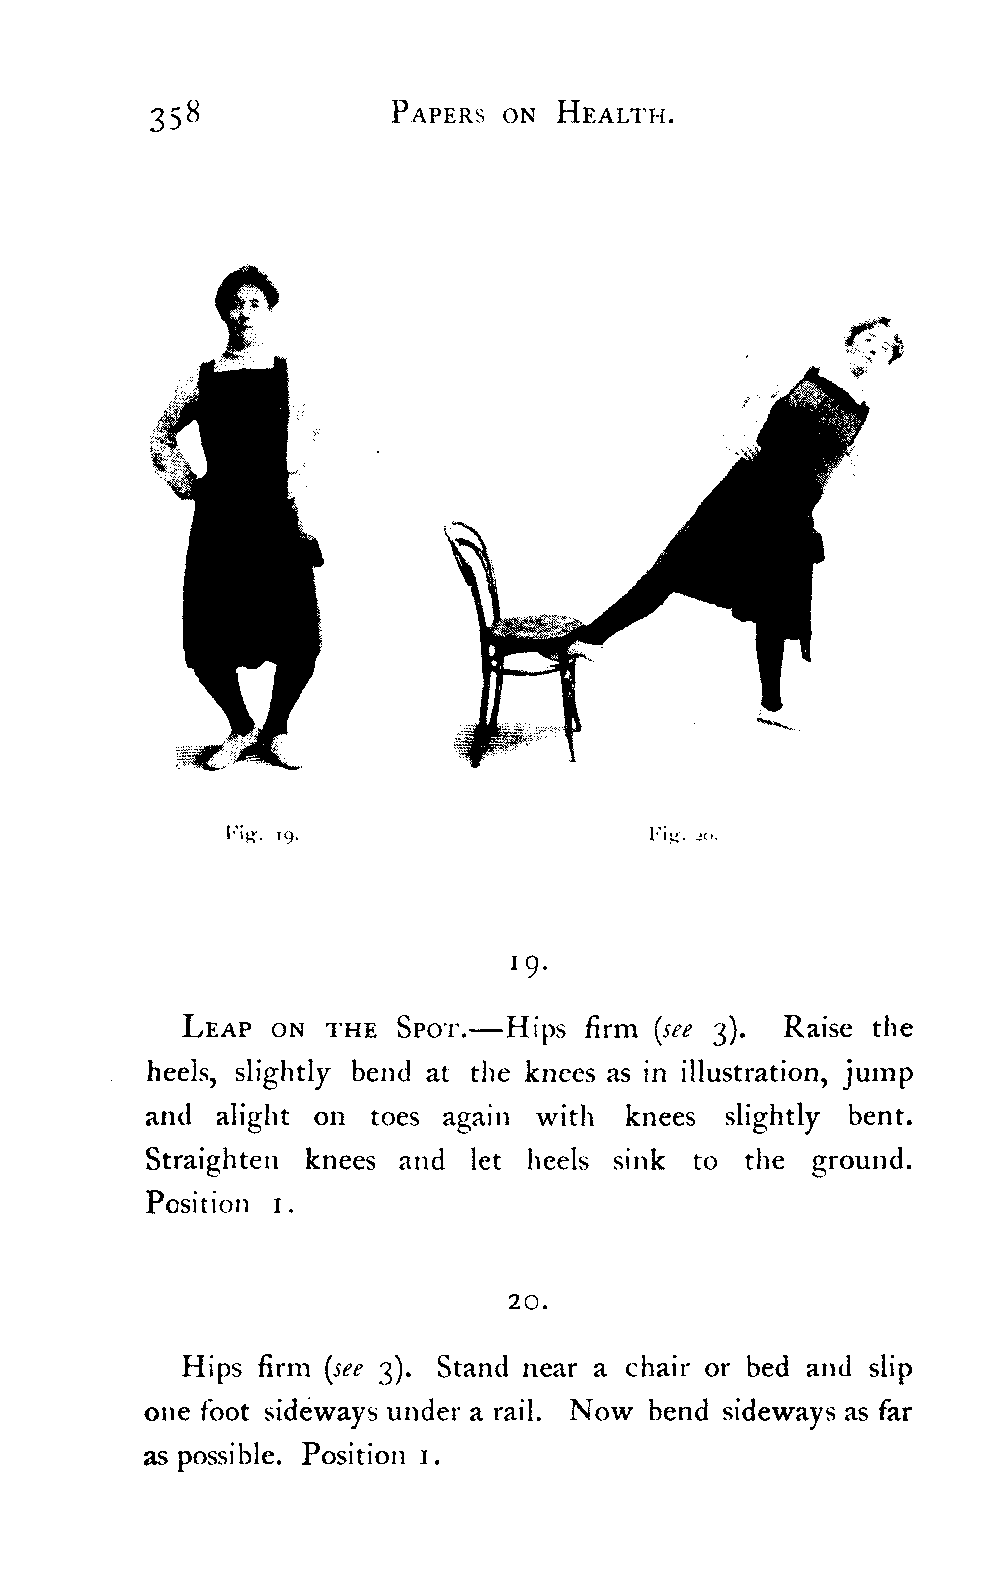 358 PAPERS ON HEALTH.
Fig. 19.
Fig. 20.
19.
LEAP ON THE SPOT.—Hips firm (see 3). Raise the
heels, slightly bend at the knees as in illustration, jump
and alight on toes again with knees slightly bent.
Straighten knees and let heels sink to the ground.
Position 1.
20.
Hips firm (see 3). Stand near a chair or bed and slip
one foot sideways under a rail. Now bend sideways as far
as possible. Position 1.